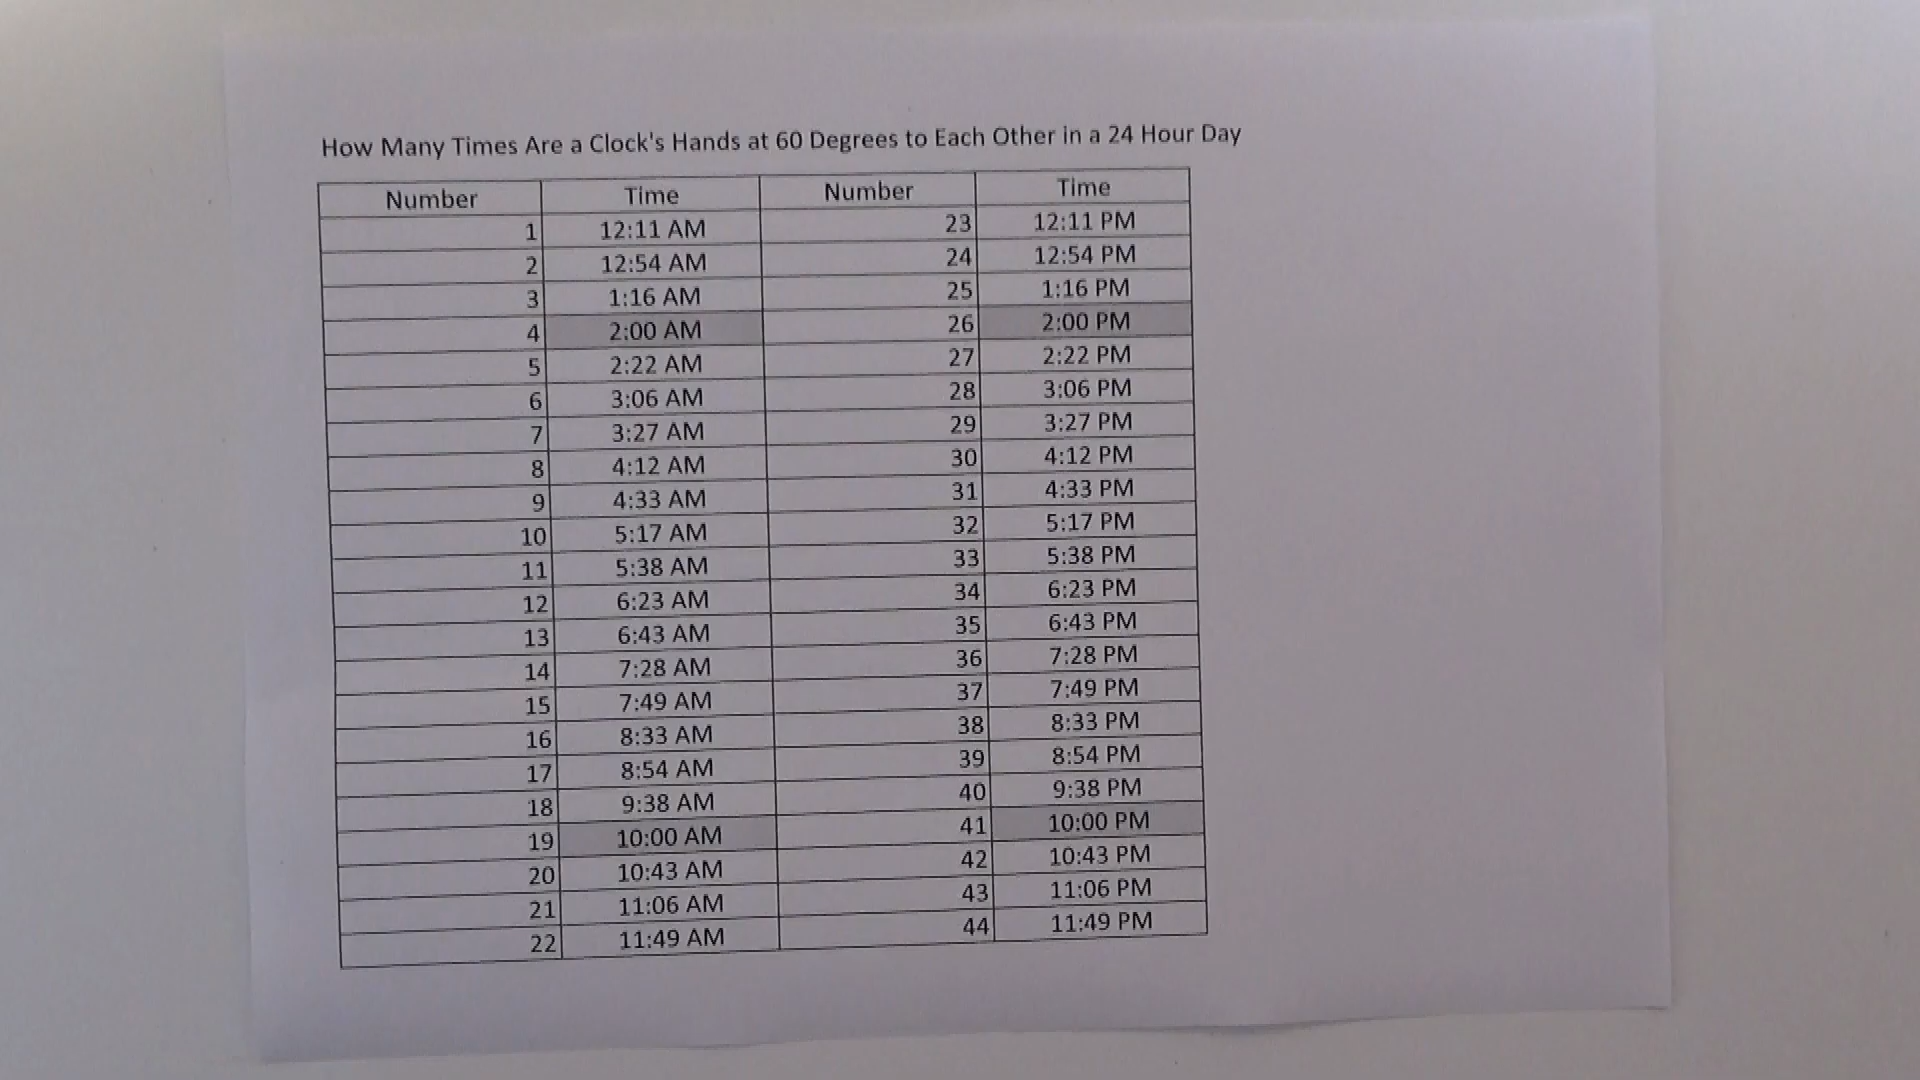 How Many Times Are a Clock's Hands at 60 Degrees to Each Other in a 24 Hour Day
Number Time Number Time
1 12:11 AM 23 12:11 PM
2 12:54 AM 24 12:54 PM
3 1:16 AM 25 1:16 PM
4 2:00 AM 26 2:00 PM
5 2:22 AM 27 2:22 PM
6 3:06 AM 28 3:06 PM
7 3:27 AM 29 3:27 PM
8 4:12 AM 30 4:12 PM
9 4:33 AM 31 4:33 PM
10 5:17 AM 32 5:17 PM
11 5:38 AM 33 5:38 PM
12 6:23 AM 34 6:23 PM
13 6:43 AM 35 6:43 PM
14 7:28 AM 36 7:28 PM
15 7:49 AM 37 7:49 PM
16 8:33 AM 38 8:33 PM
17 8:54 AM 39 8:54 PM
18 9:38 AM 40 9:38 PM
19 10:00 AM 41 10:00 PM
20 10:43 AM 42 10:43 PM
21 11:06 AM 43 11:06 PM
22 11:49 AM 44 11:49 PM